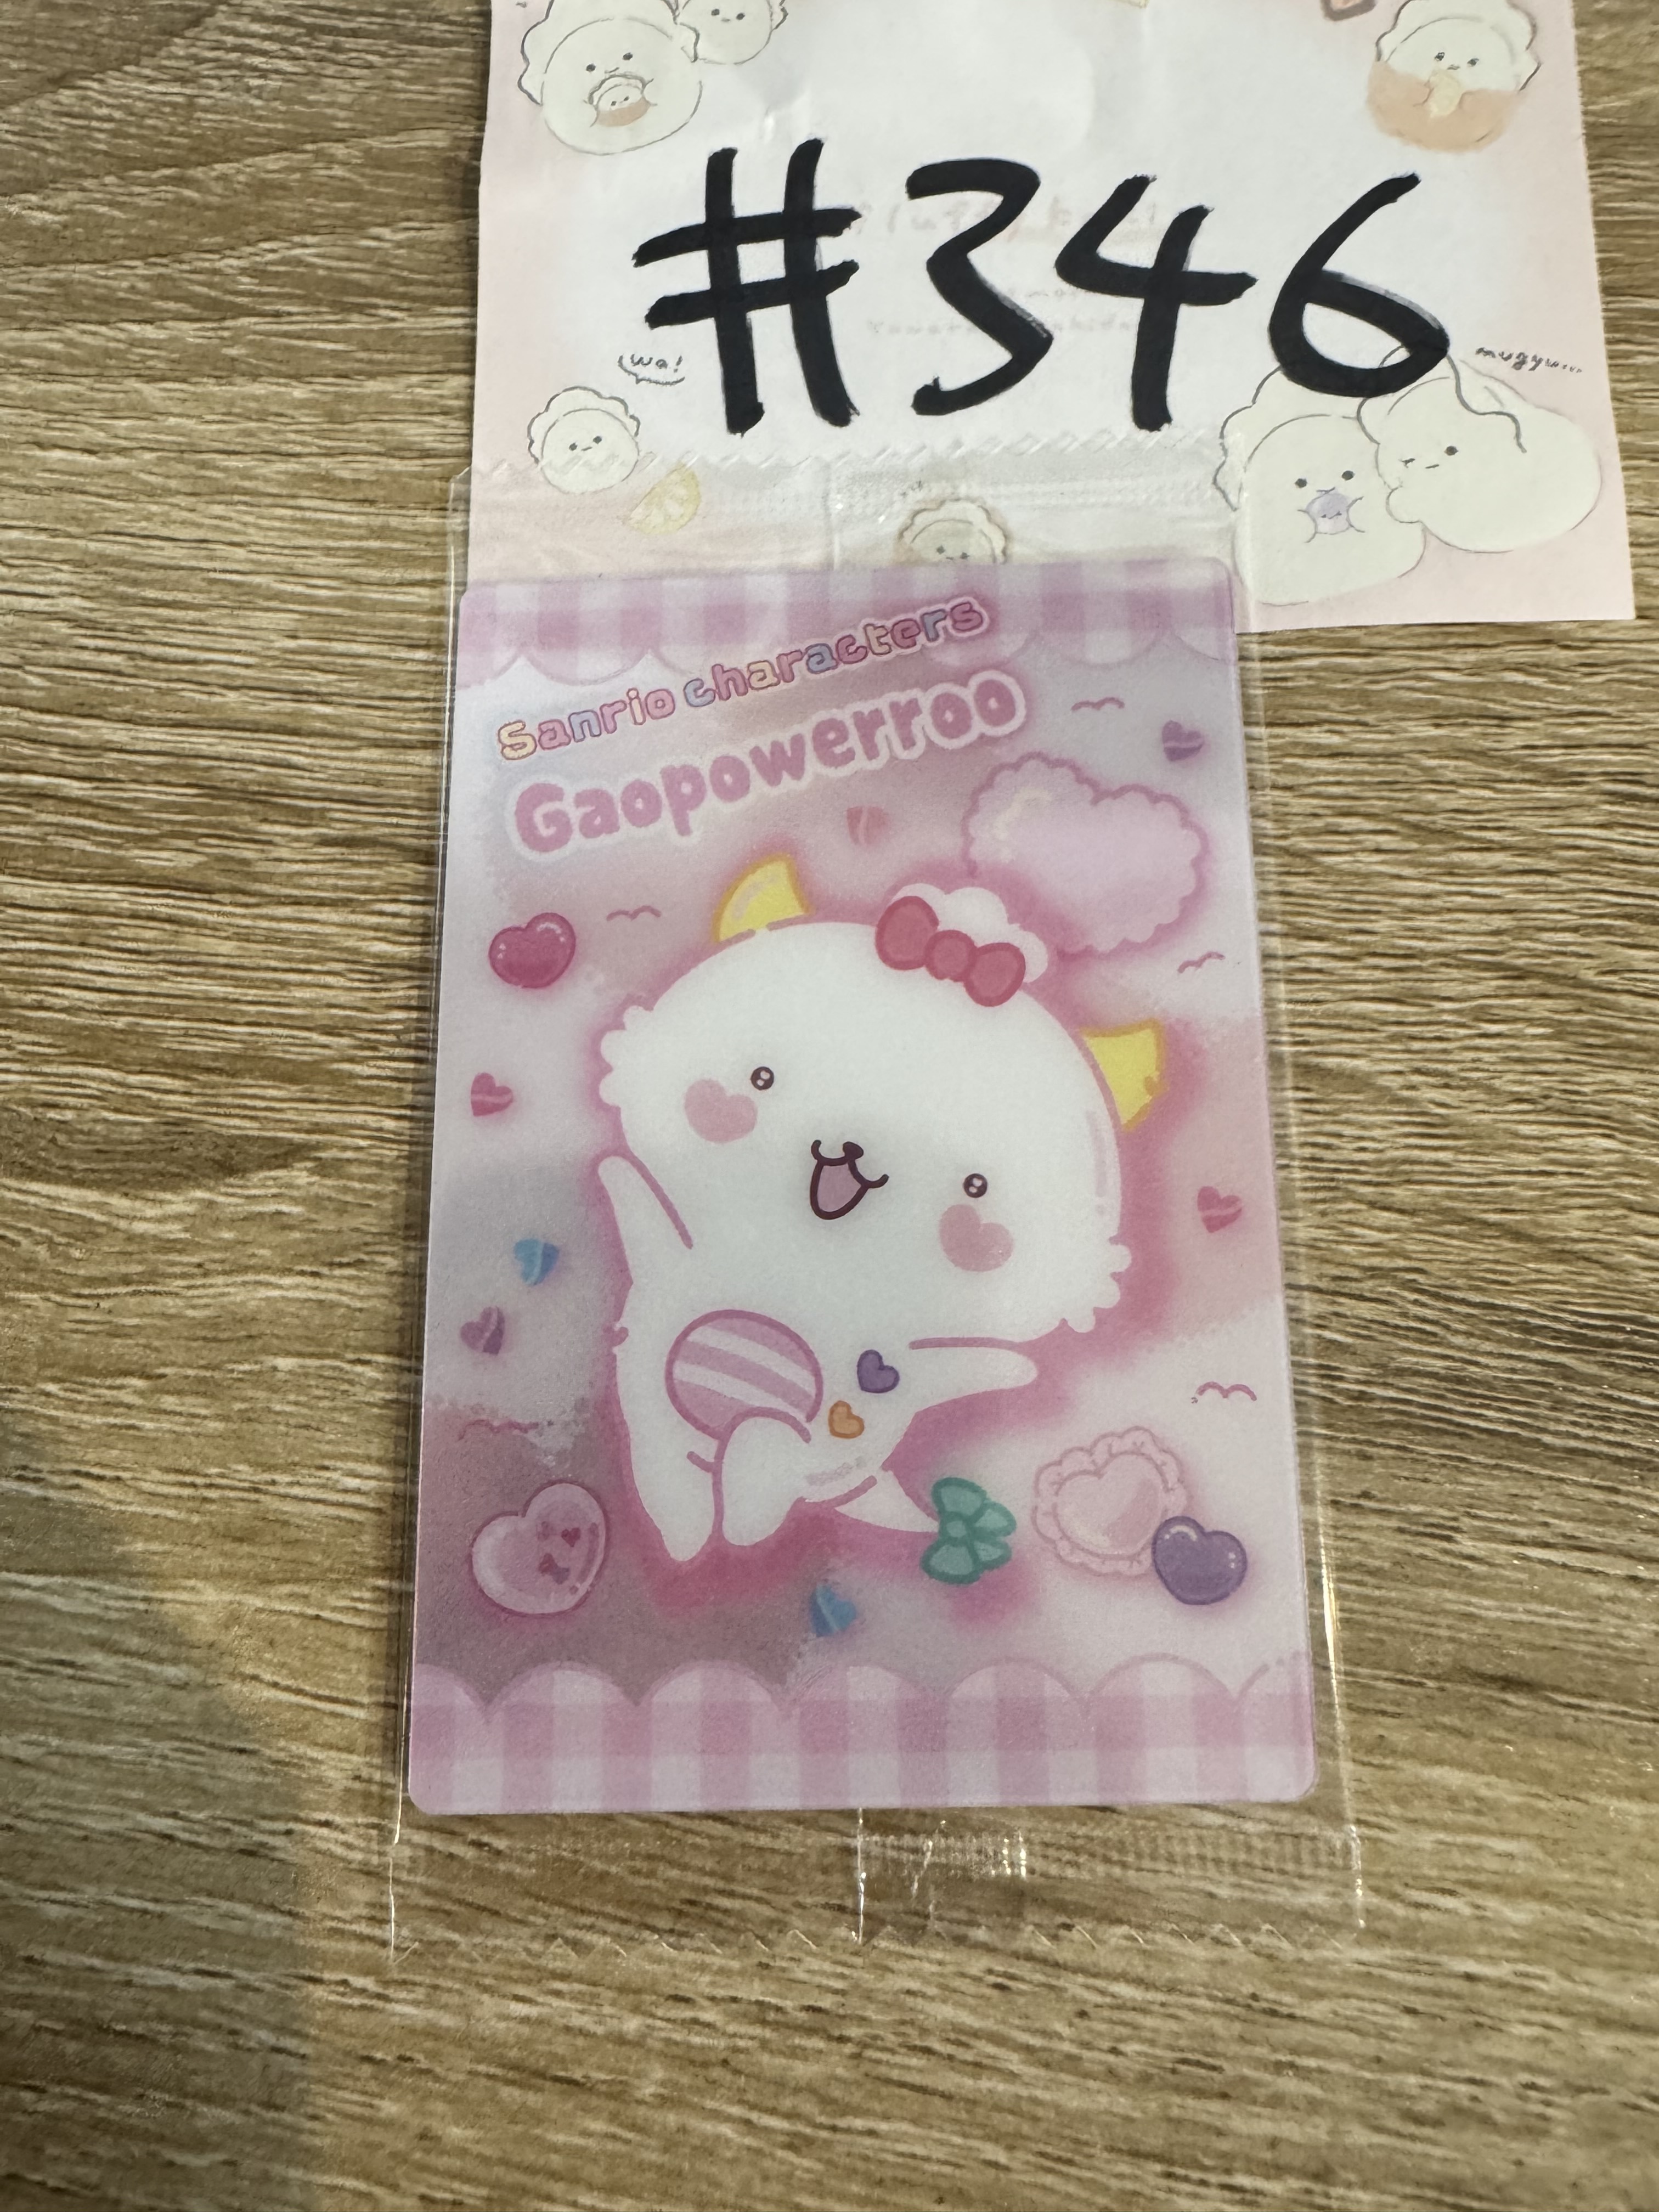 #346
wa!
mugyu...
Sanrio characters
Gaopowerroo